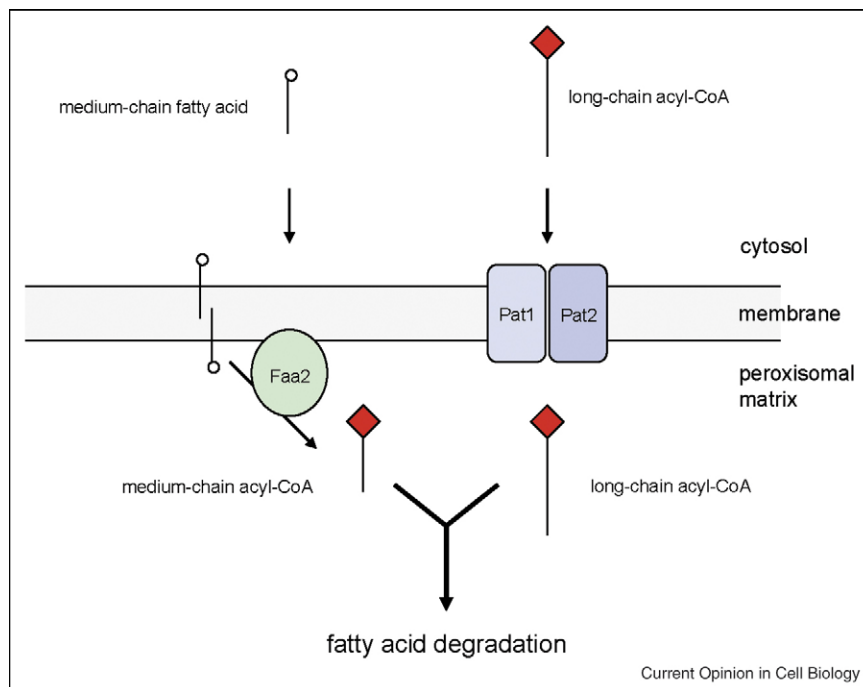 medium-chain fatty acid
long-chain acyl-CoA
cytosol
Pat1
Pat2
membrane
Faa2
peroxisomal
matrix
medium-chain acyl-CoA
long-chain acyl-CoA
fatty acid degradation
Current Opinion in Cell Biology